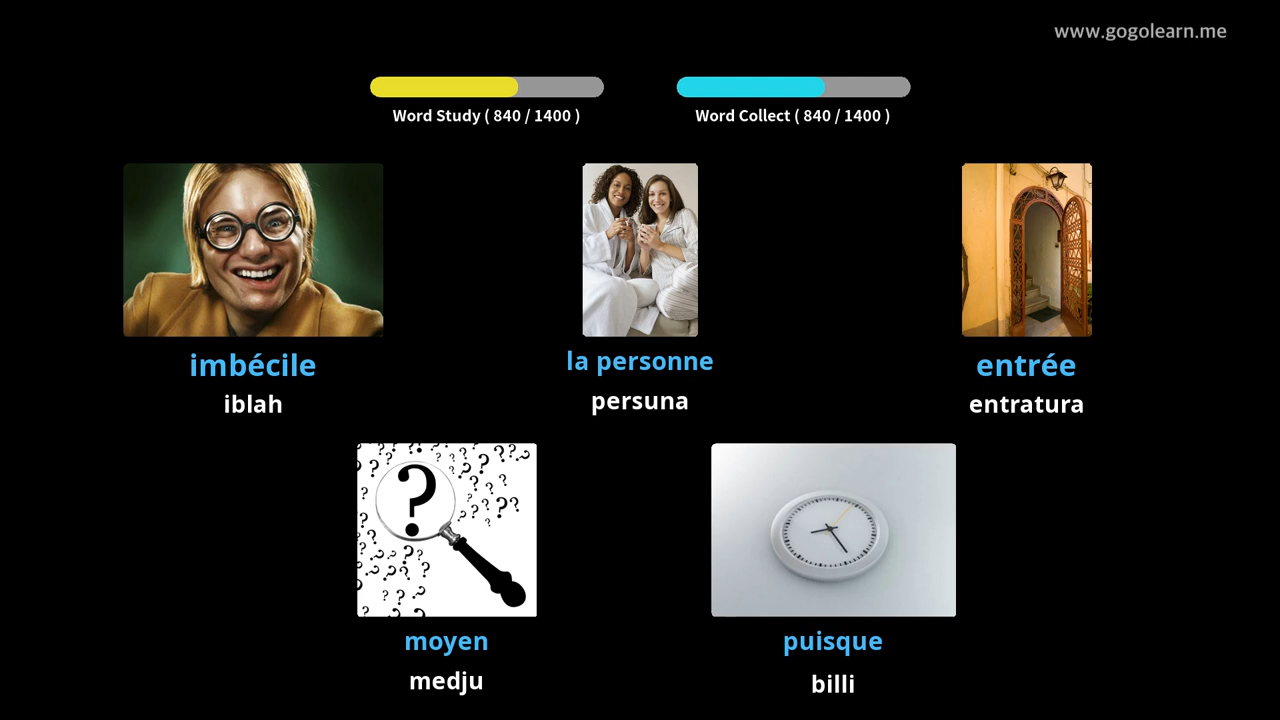 www.gogolearn.me
Word Study ( 840 / 1400 )
Word Collect ( 840 / 1400 )
imbécile
iblah
la personne
persuna
entrée
entratura
moyen
medju
puisque
billi